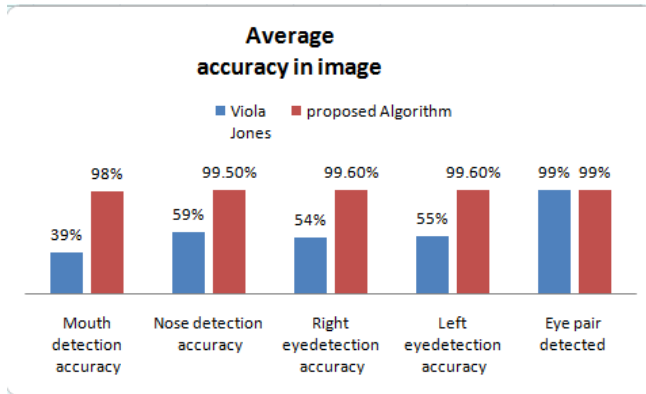 Average
accuracy in image
Viola
Jones
proposed Algorithm
39%
98%
59%
99.50%
54%
99.60%
55%
99.60%
99%
99%
Mouth
detection
accuracy
Nose detection
accuracy
Right
eyedetection
accuracy
Left
eyedetection
accuracy
Eye pair
detected